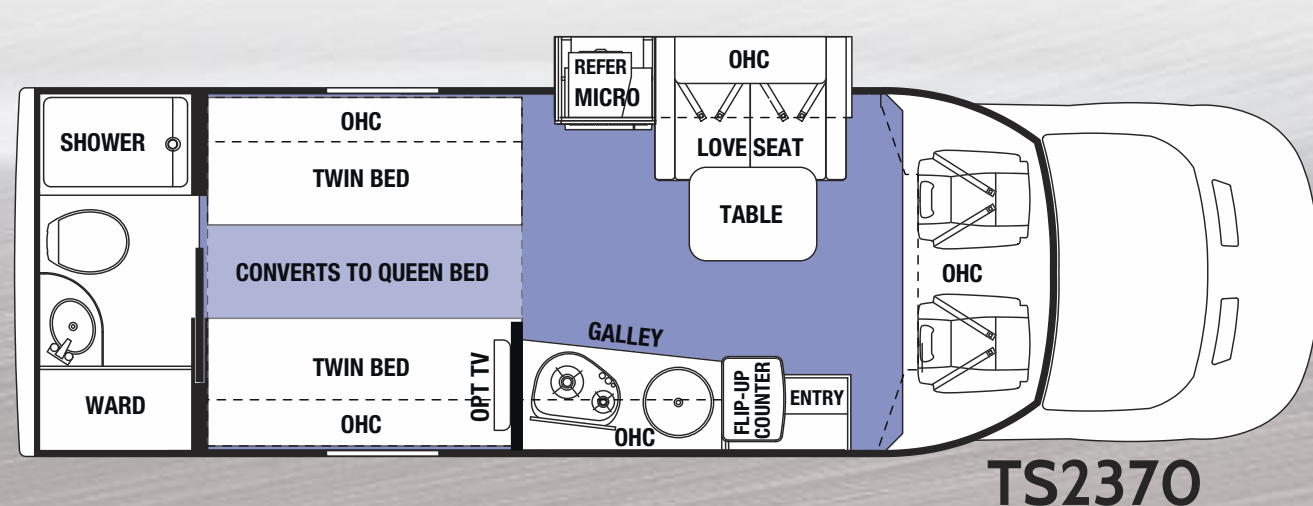 SHOWER
WARD
OHC
TWIN BED
CONVERTS TO QUEEN BED
TWIN BED
OHC
OPT TV
REFER
MICRO
OHC
LOVE SEAT
TABLE
GALLEY
OHC
FLIP-UP
COUNTER
ENTRY
OHC
TS2370